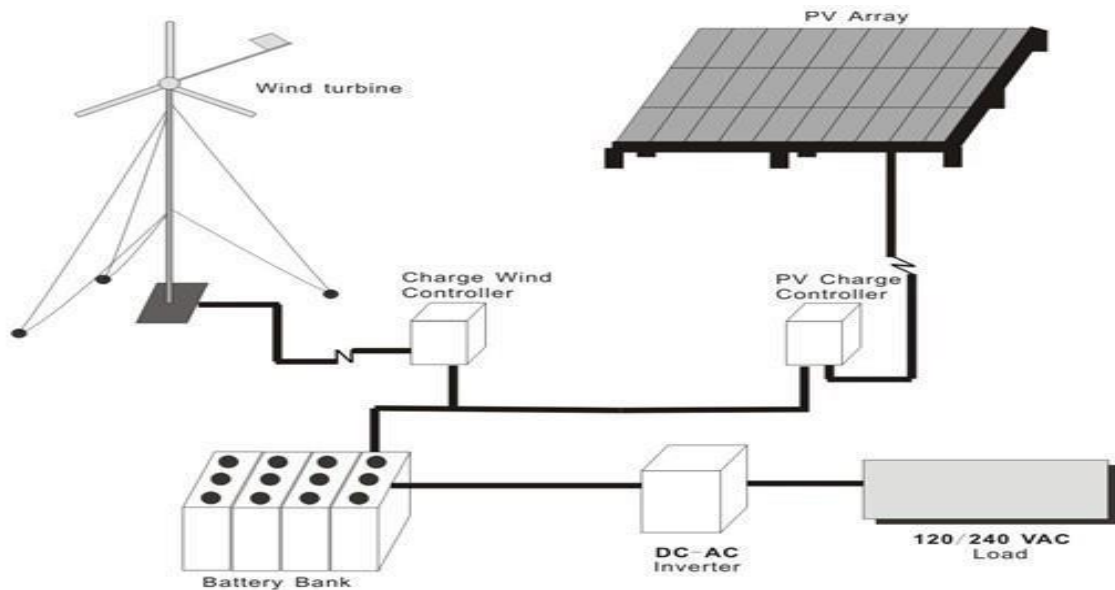 PV Array
Wind turbine
Charge Wind
Controller
PV Charge
Controller
Battery Bank
DC-AC
Inverter
120/240 VAC
Load